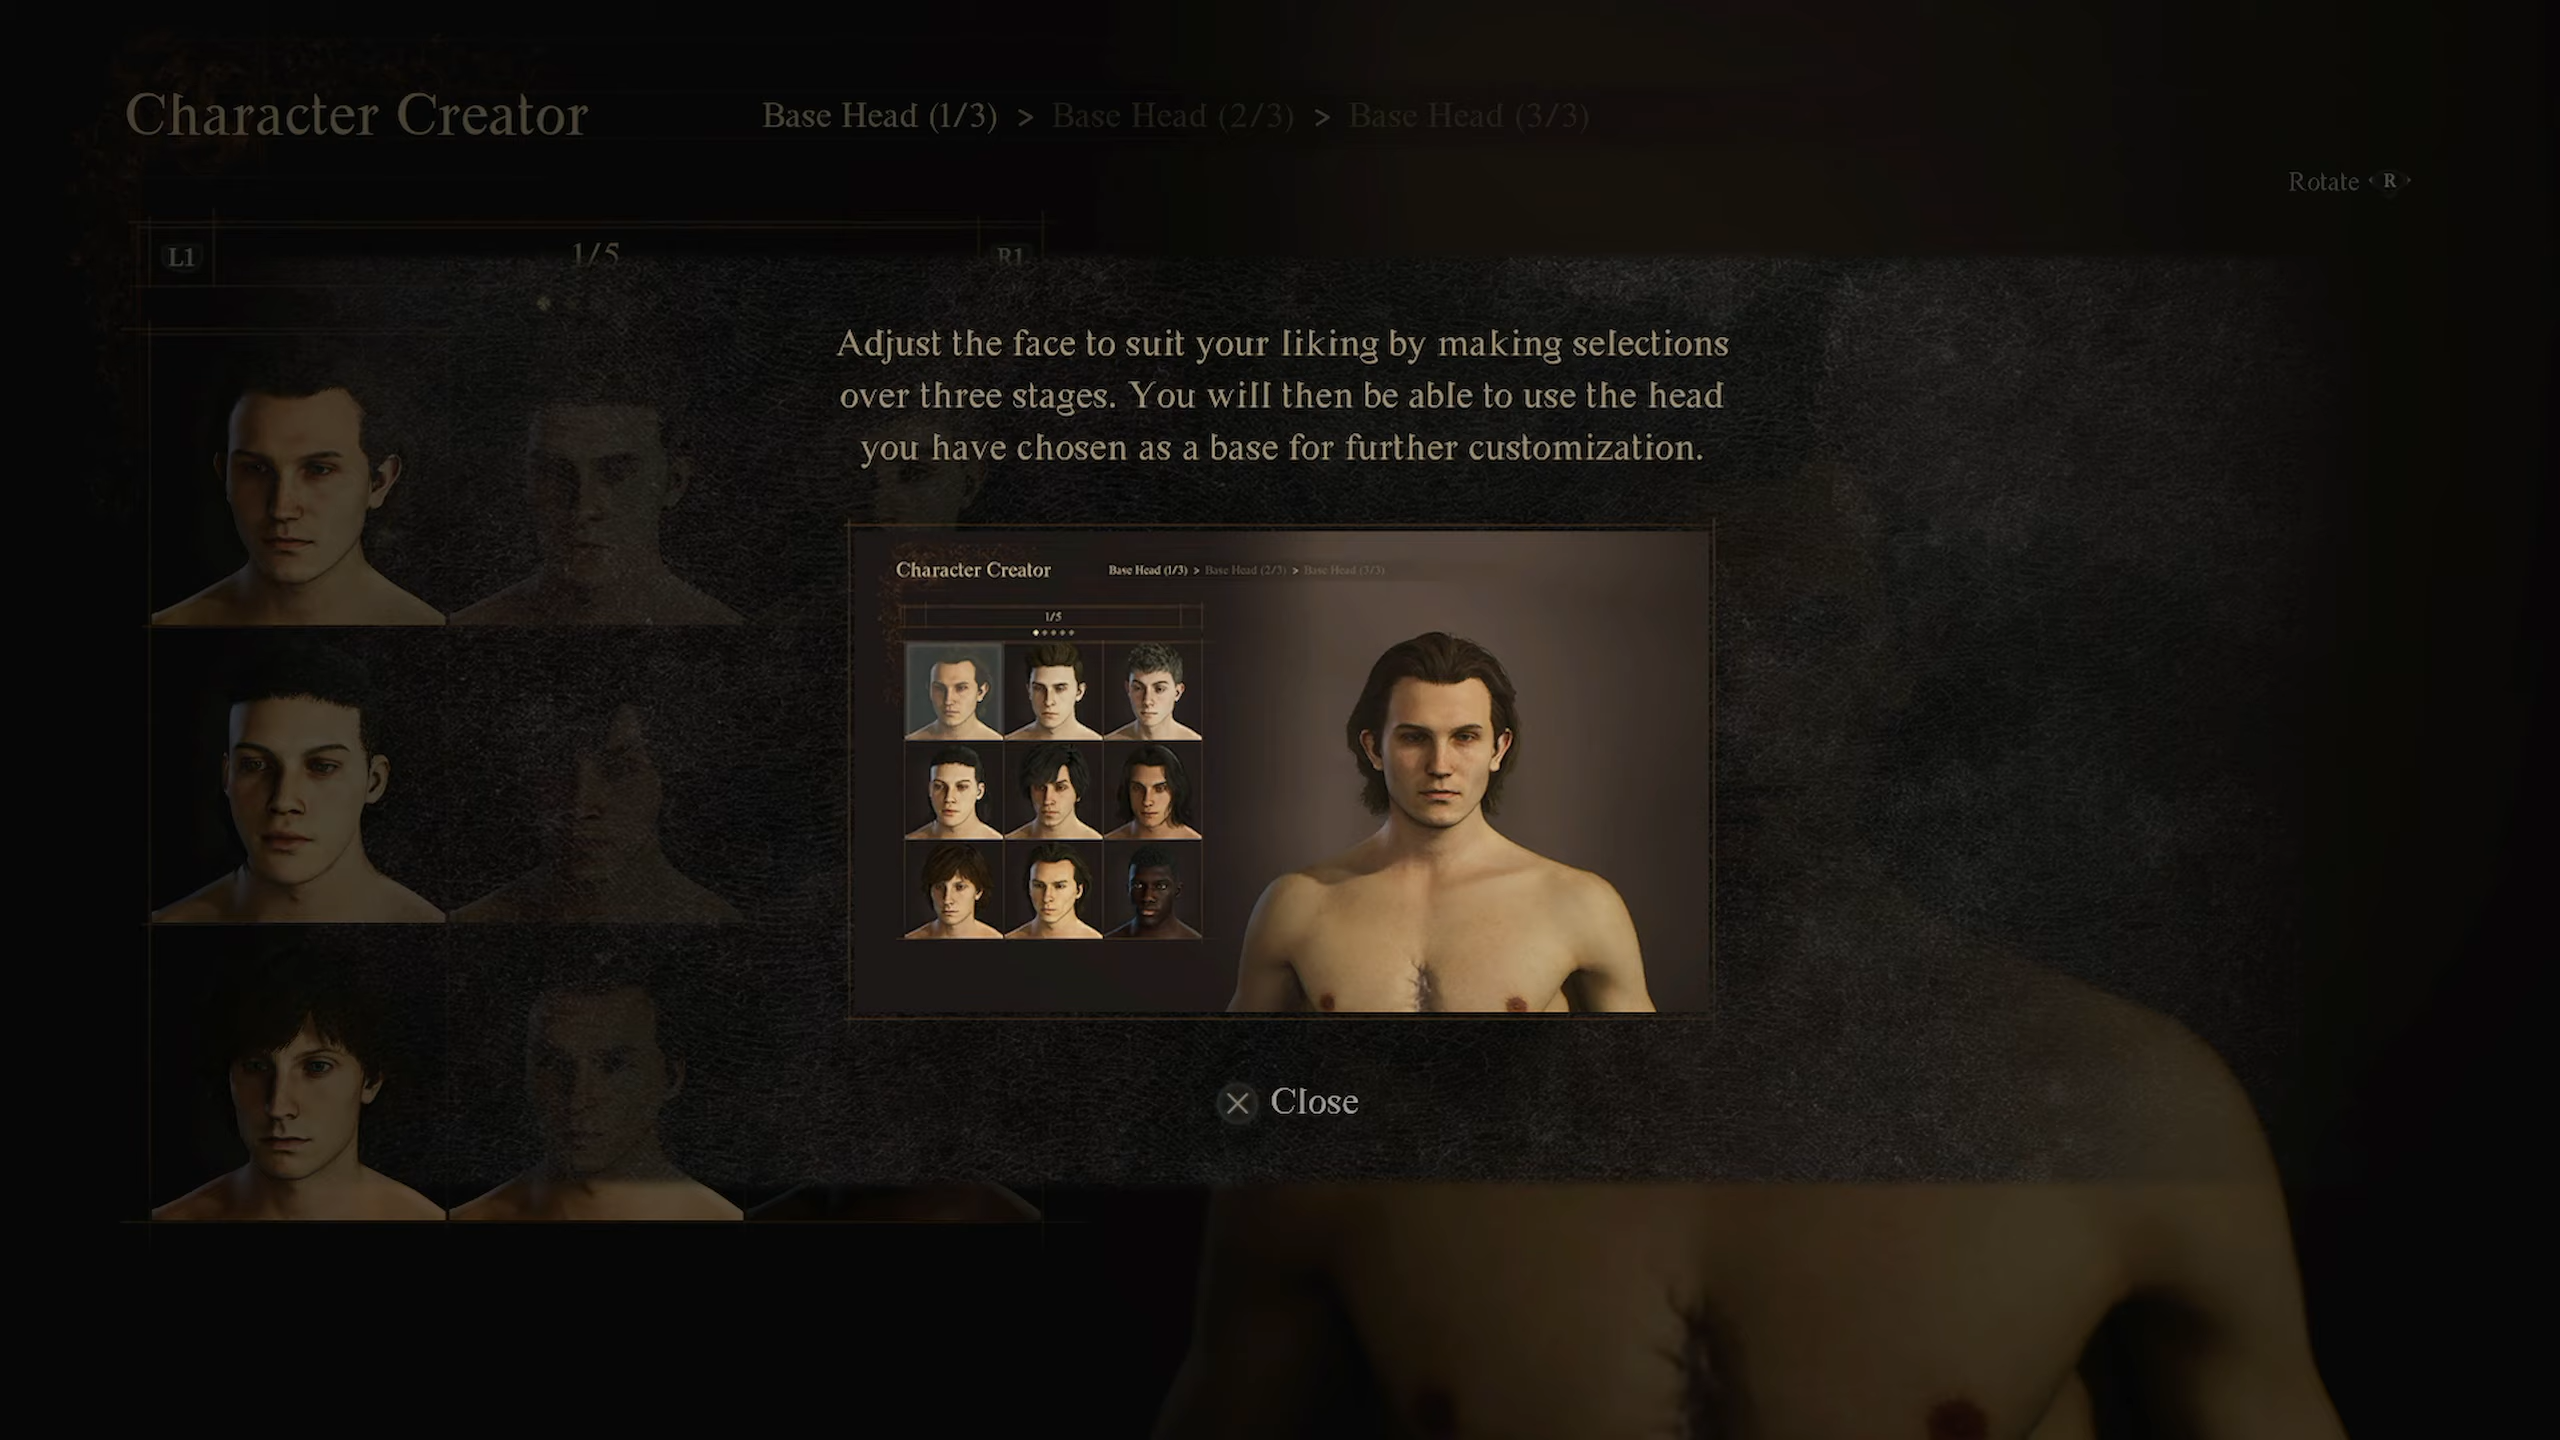 Character Creator
Base Head (1/3) > Base Head (2/3) > Base Head (3/3)
Rotate R
L1 1/5 R1
Adjust the face to suit your liking by making selections
over three stages. You will then be able to use the head
you have chosen as a base for further customization.
Character Creator
Base Head (1/3) > Base Head (2/3) > Base Head (3/3)
1/5
Close